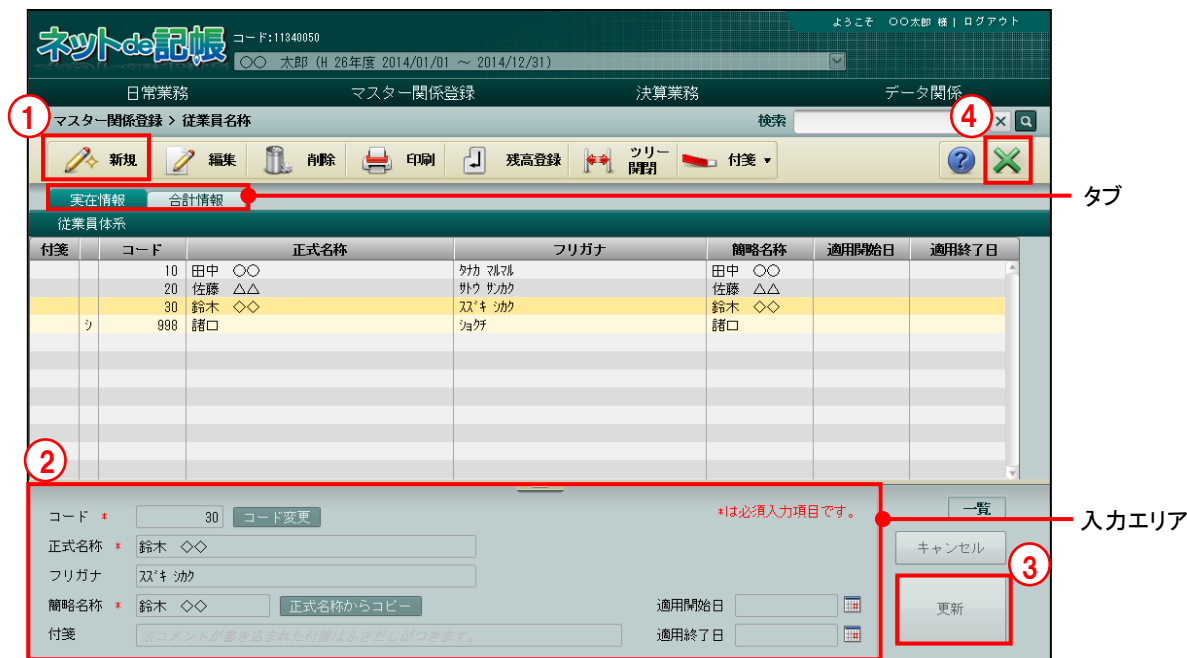 ようこそ 〇〇太郎 様 | ログアウト
ネットde記帳
コード:11340050
〇〇 太郎 (H 26年度 2014/01/01 ～ 2014/12/31)
日常業務 マスター関係登録 決算業務 データ関係
① マスター関係登録 > 従業員名称 検索 ④
新規 編集 削除 印刷 残高登録 ツリー開閉 付箋 ▼ ?
実在情報 合計情報 タブ
従業員体系
付箋 コード 正式名称 フリガナ 簡略名称 適用開始日 適用終了日
10 田中 〇〇 ﾀﾅｶ ﾏﾙﾏﾙ 田中 〇〇
20 佐藤 △△ ｻﾄｳ ｻﾝｶｸ 佐藤 △△
30 鈴木 ◇◇ ｽｽﾞｷ ｼｶｸ 鈴木 ◇◇
ｼ 998 諸口 ｼｮｸﾁ 諸口
②
コード * 30 コード変更 *は必須入力項目です。 一覧
入力エリア
正式名称 * 鈴木 ◇◇ キャンセル
フリガナ ｽｽﾞｷ ｼｶｸ ③
簡略名称 * 鈴木 ◇◇ 正式名称からコピー 適用開始日 更新
付箋 ※コメントが書き込まれた付箋はふきだしがつきます。 適用終了日